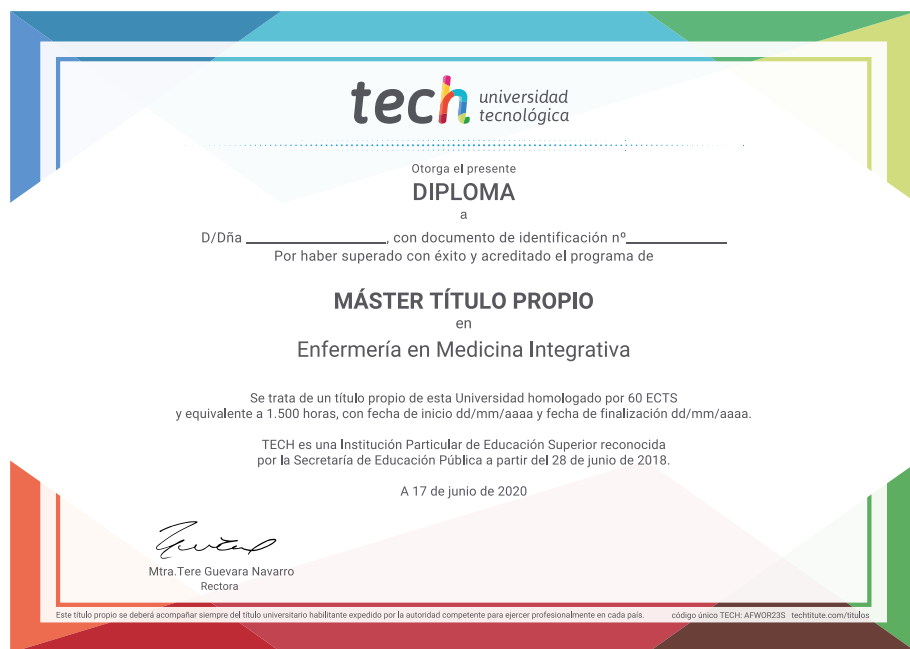 tech universidad
tecnológica
Otorga el presente
DIPLOMA
a
D/Dña ____________________, con documento de identificación nº______________
Por haber superado con éxito y acreditado el programa de
MÁSTER TÍTULO PROPIO
en
Enfermería en Medicina Integrativa
Se trata de un título propio de esta Universidad homologado por 60 ECTS
y equivalente a 1.500 horas, con fecha de inicio dd/mm/aaaa y fecha de finalización dd/mm/aaaa.
TECH es una Institución Particular de Educación Superior reconocida
por la Secretaría de Educación Pública a partir del 28 de junio de 2018.
A 17 de junio de 2020
Mtra.Tere Guevara Navarro
Rectora
Este título propio se deberá acompañar siempre del título universitario habilitante expedido por la autoridad competente para ejercer profesionalmente en cada país. código único TECH: AFWOR23S techtitute.com/titulos